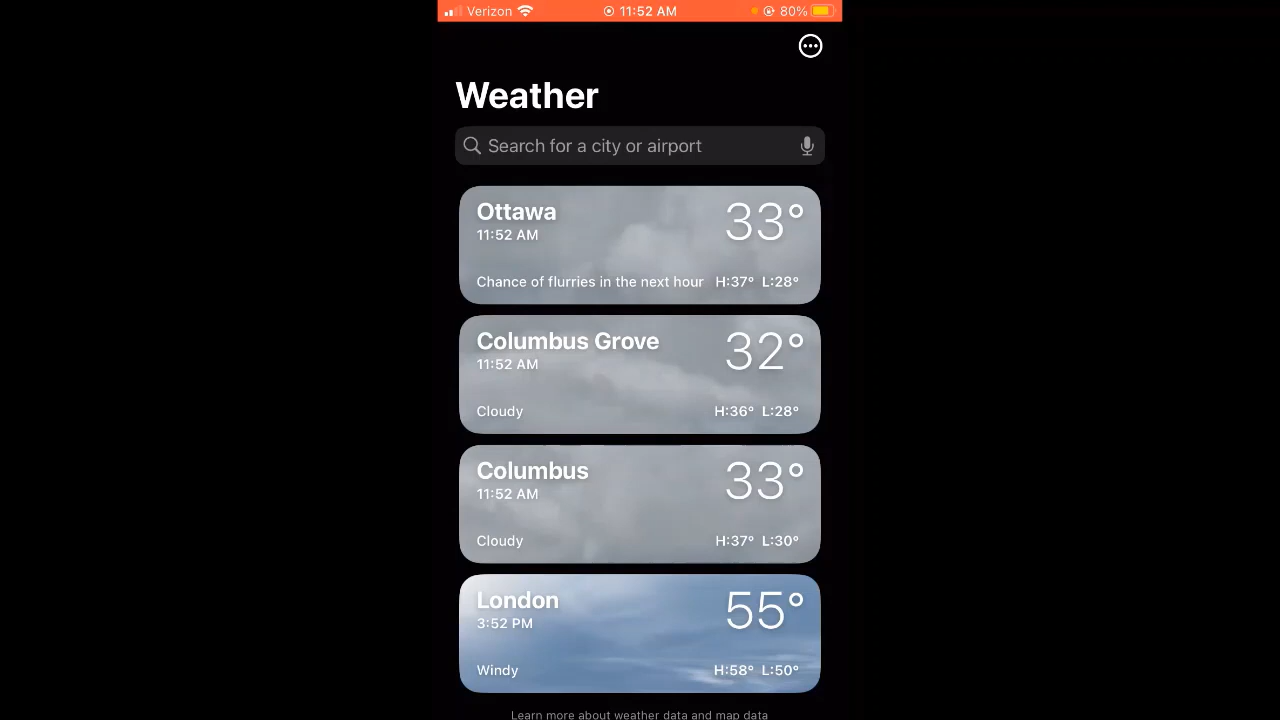 Verizon 11:52 AM 80%
Weather
Search for a city or airport
Ottawa 33°
11:52 AM
Chance of flurries in the next hour H:37° L:28°
Columbus Grove 32°
11:52 AM
Cloudy H:36° L:28°
Columbus 33°
11:52 AM
Cloudy H:37° L:30°
London 55°
3:52 PM
Windy H:58° L:50°
Learn more about weather data and map data